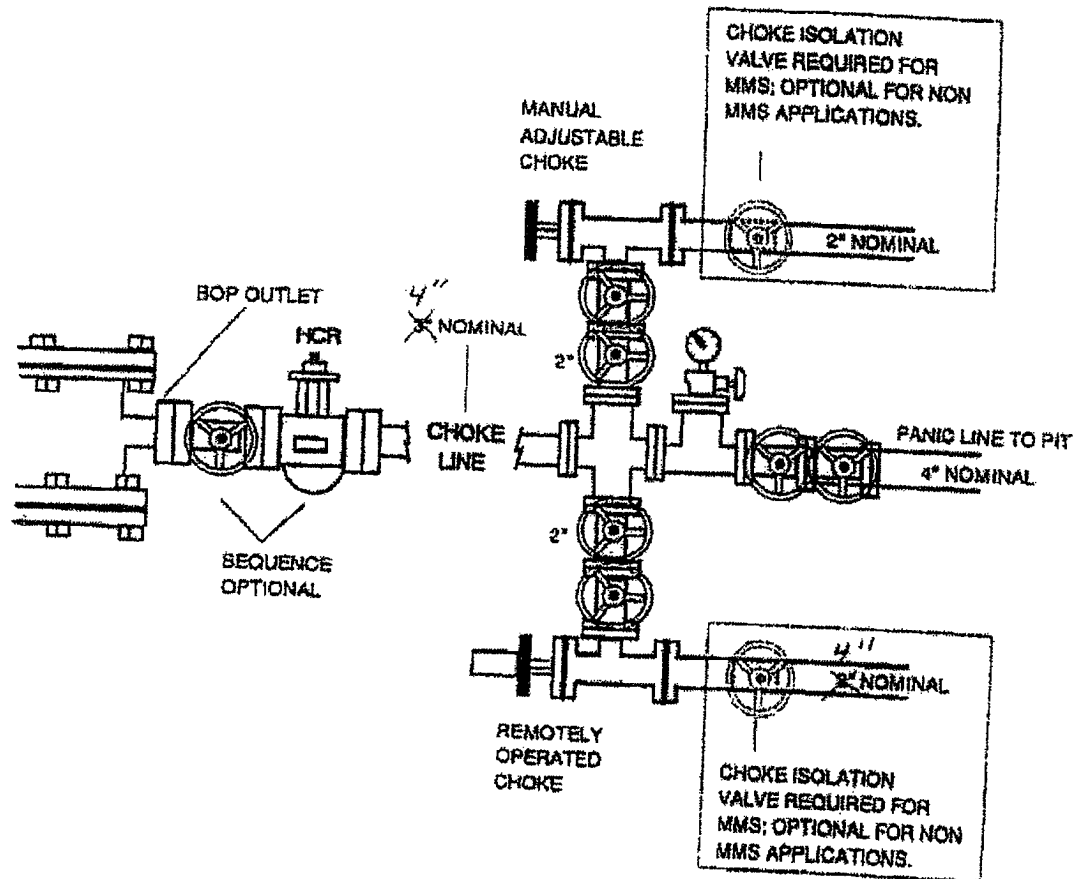 CHOKE ISOLATION
VALVE REQUIRED FOR
MMS; OPTIONAL FOR NON
MMS APPLICATIONS.
MANUAL
ADJUSTABLE
CHOKE
2" NOMINAL
BOP OUTLET
HCR
4"
3" NOMINAL
2"
CHOKE
LINE
PANIC LINE TO PIT
4" NOMINAL
2"
SEQUENCE
OPTIONAL
4"
NOMINAL
REMOTELY
OPERATED
CHOKE
CHOKE ISOLATION
VALVE REQUIRED FOR
MMS; OPTIONAL FOR NON
MMS APPLICATIONS.